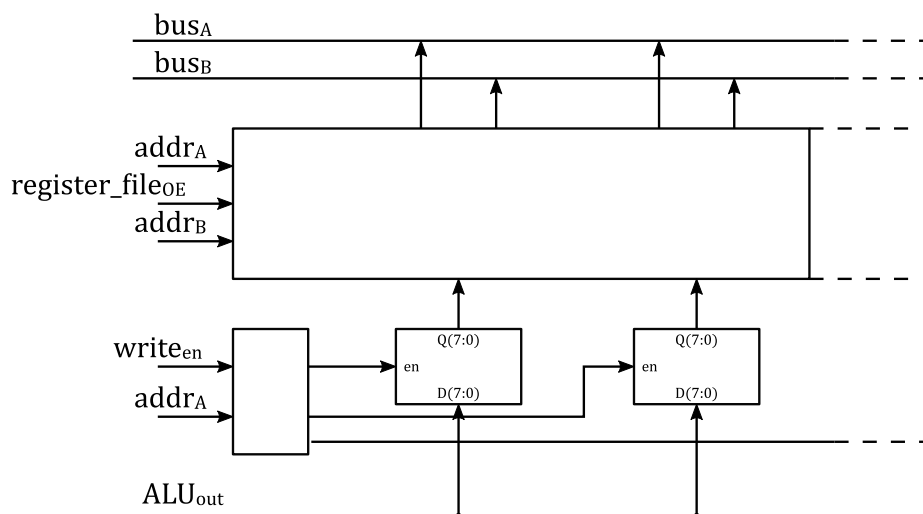 busA
busB
addrA
register_fileOE
addrB
writeen
Q(7:0)
Q(7:0)
en
en
addrA
D(7:0)
D(7:0)
ALUout